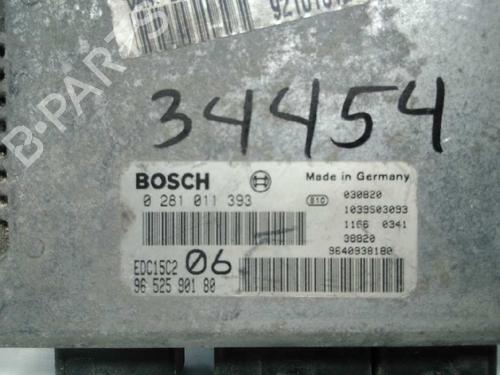 B-PARTS
34454
BOSCH
Made in Germany
0 281 011 393
010
030820
1039S03093
1166 0341
38820
9640938180
EDC15C2
06
96 525 901 80